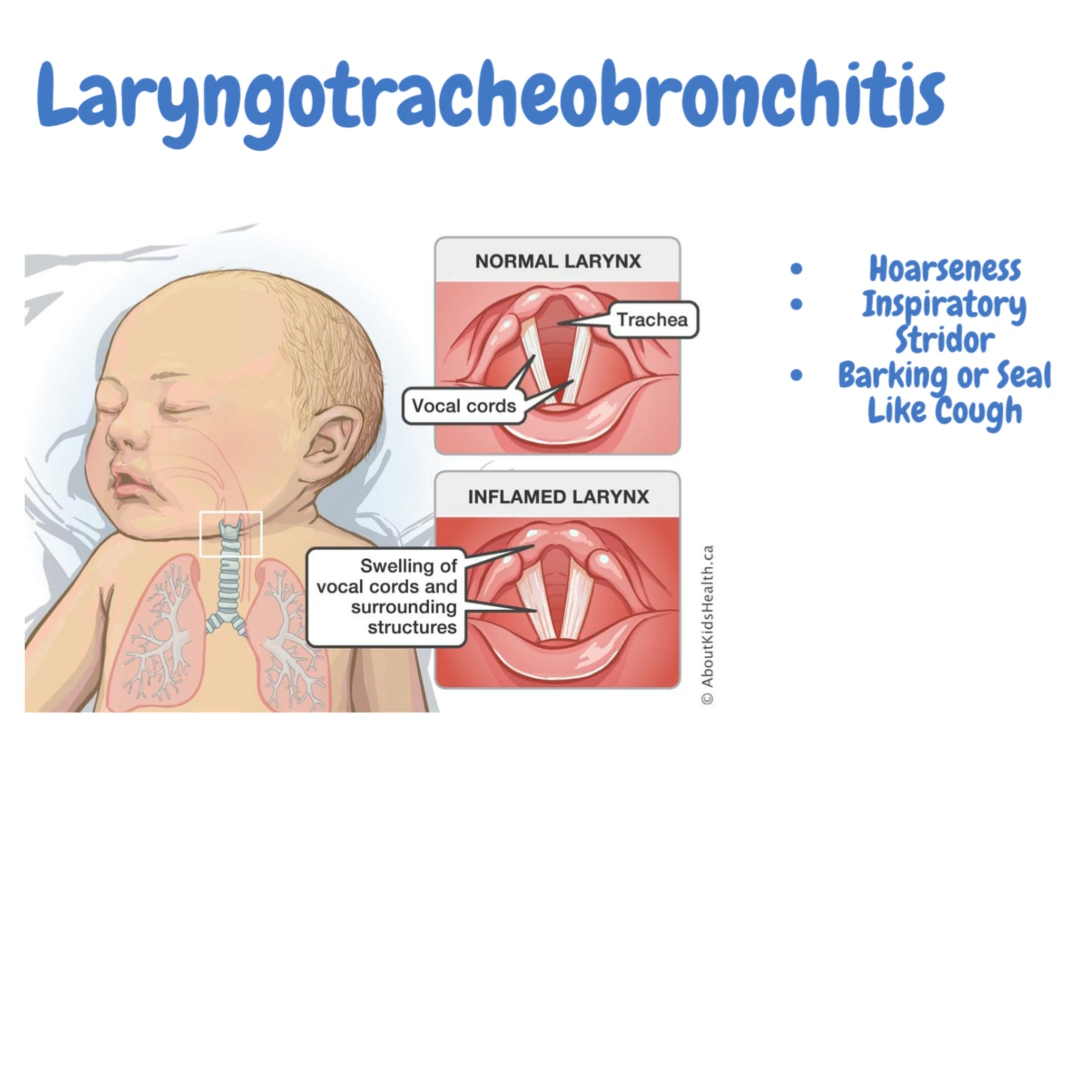 Laryngotracheobronchitis
NORMAL LARYNX
Trachea
Vocal cords
INFLAMED LARYNX
Swelling of
vocal cords and
surrounding
structures
© AboutKidsHealth.ca
• Hoarseness
• Inspiratory
Stridor
• Barking or Seal
Like Cough